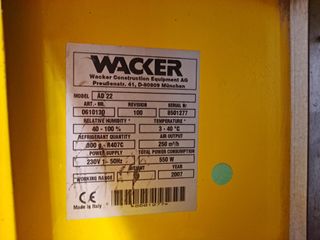 WACKER
Wacker Construction Equipment AG
Preußenstr. 41, D-80809 München
MODEL AD 22
ART.- NR. REVISION SERIAL Nr
0610130 100 8501277
RELATIVE HUMIDITY * TEMPERATURE *
40 - 100 % 3 - 40 °C
REFRIGERANT QUANTITY AIR OUTPUT
800 g - R407C 250 m³/h
POWER SUPPLY TOTAL POWER CONSUMPTION
230V 1~ 50Hz 550 W
YEAR
2007
* WORKING RANGE
CE
Made in Italy